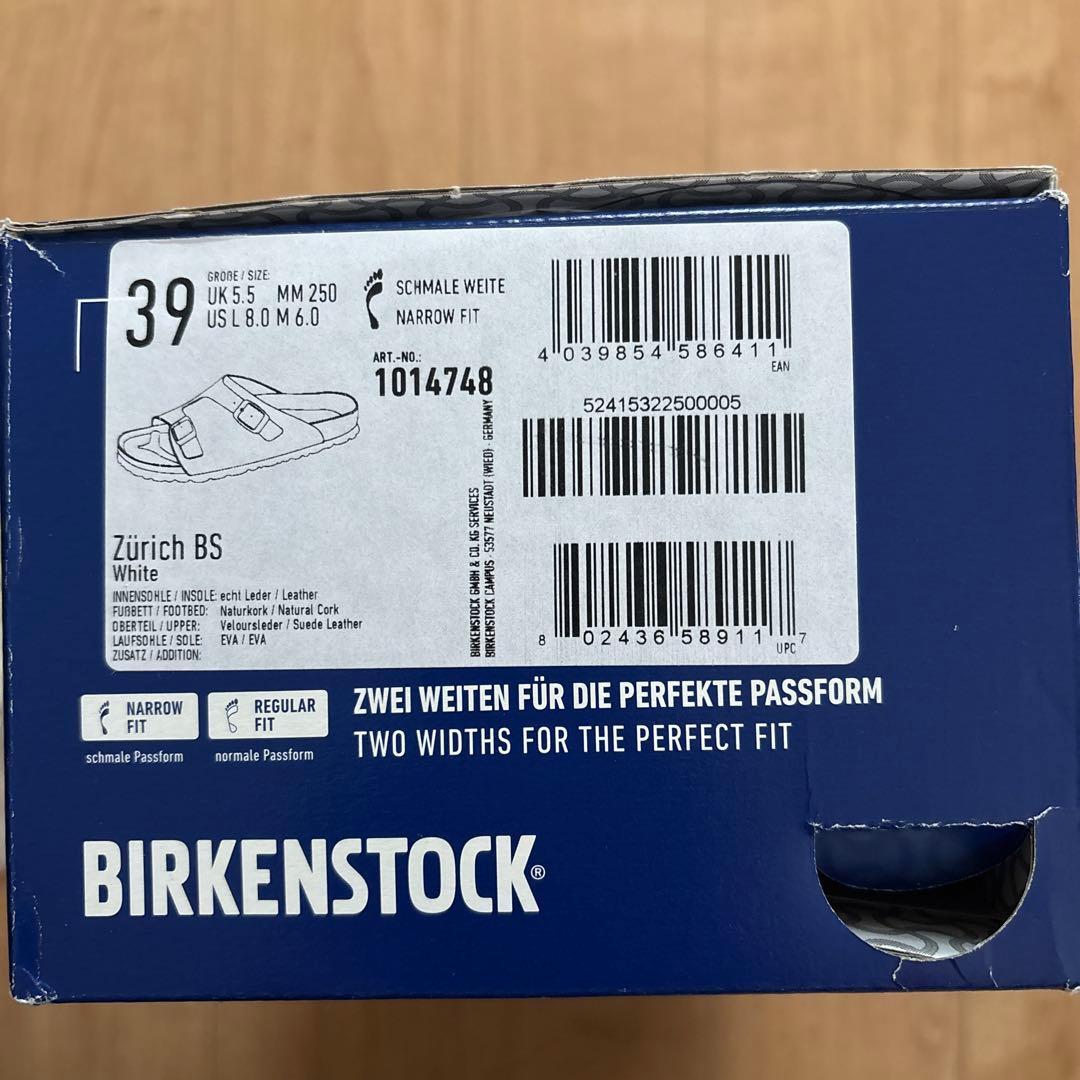 39
GRÖßE / SIZE:
UK 5.5 MM 250
US L 8.0 M 6.0
SCHMALE WEITE
NARROW FIT
ART.-NO.:
1014748
4 039854 586411
EAN
52415322500005
8 02436 58911 7
UPC
BIRKENSTOCK GMBH & CO. KG SERVICES
BIRKENSTOCK CAMPUS · 53577 NEUSTADT (WIED) · GERMANY
Zürich BS
White
INNENSOHLE / INSOLE: echt Leder / Leather
FUßBETT / FOOTBED: Naturkork / Natural Cork
OBERTEIL / UPPER: Veloursleder / Suede Leather
LAUFSOHLE / SOLE: EVA / EVA
ZUSATZ / ADDITION:
NARROW FIT
schmale Passform
REGULAR FIT
normale Passform
ZWEI WEITEN FÜR DIE PERFEKTE PASSFORM
TWO WIDTHS FOR THE PERFECT FIT
BIRKENSTOCK®